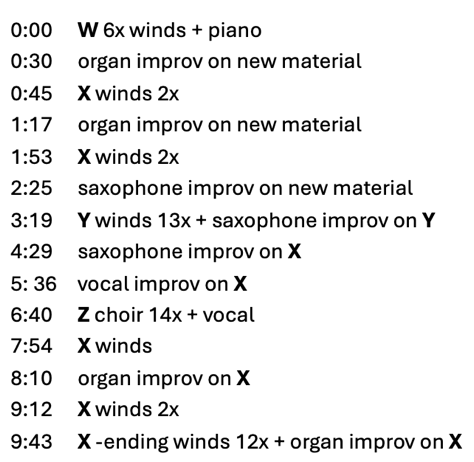 0:00 W 6x winds + piano
0:30 organ improv on new material
0:45 X winds 2x
1:17 organ improv on new material
1:53 X winds 2x
2:25 saxophone improv on new material
3:19 Y winds 13x + saxophone improv on Y
4:29 saxophone improv on X
5: 36 vocal improv on X
6:40 Z choir 14x + vocal
7:54 X winds
8:10 organ improv on X
9:12 X winds 2x
9:43 X -ending winds 12x + organ improv on X